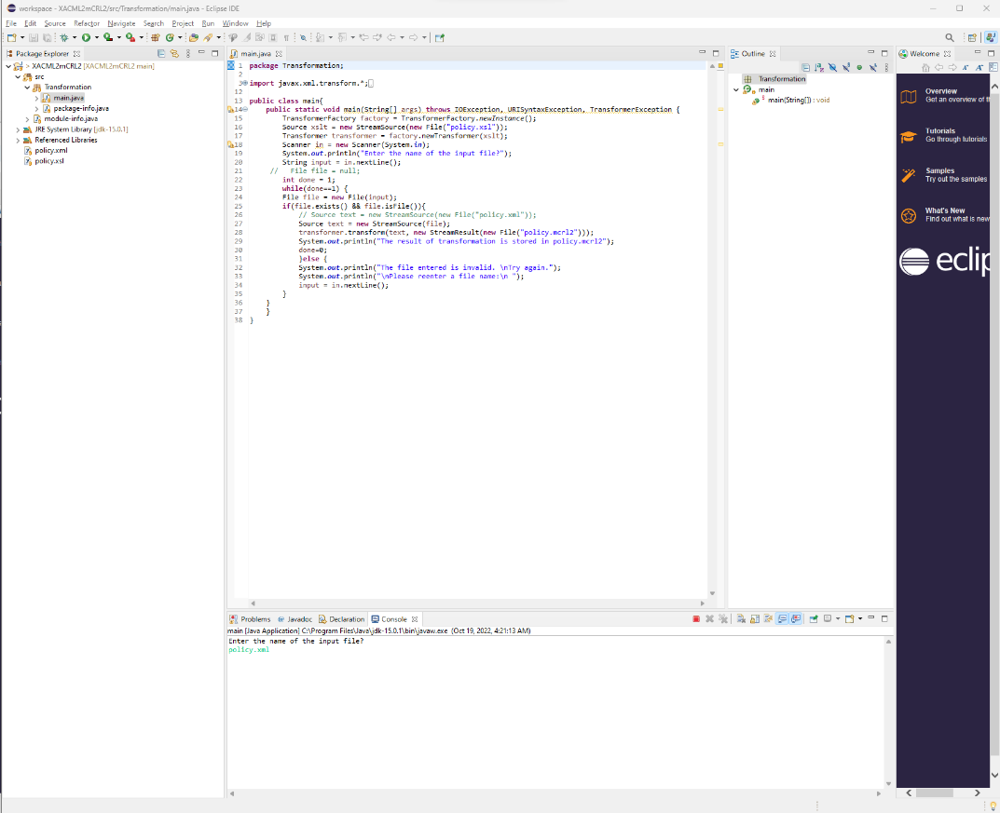 workspace - XACML2mCRL2/src/Transformation/main.java - Eclipse IDE
File Edit Source Refactor Navigate Search Project Run Window Help
Package Explorer
> XACML2mCRL2 [XACML2mCRL2 main]
src
Transformation
main.java
package-info.java
module-info.java
JRE System Library [jdk-15.0.1]
Referenced Libraries
policy.xml
policy.xsl
main.java
1 package Transformation;
2
3 import javax.xml.transform.*;
12
13 public class main{
14 public static void main(String[] args) throws IOException, URISyntaxException, TransformerException {
15 TransformerFactory factory = TransformerFactory.newInstance();
16 Source xslt = new StreamSource(new File("policy.xsl"));
17 Transformer transformer = factory.newTransformer(xslt);
18 Scanner in = new Scanner(System.in);
19 System.out.println("Enter the name of the input file?");
20 String input = in.nextLine();
21 // File file = null;
22 int done = 1;
23 while(done==1) {
24 File file = new File(input);
25 if(file.exists() && file.isFile()){
26 // Source text = new StreamSource(new File("policy.xml"));
27 Source text = new StreamSource(file);
28 transformer.transform(text, new StreamResult(new File("policy.mcrl2")));
29 System.out.println("The result of transformation is stored in policy.mcrl2");
30 done=0;
31 }else {
32 System.out.println("The file entered is invalid. \nTry again.");
33 System.out.println("\nPlease reenter a file name:\n ");
34 input = in.nextLine();
35 }
36 }
37 }
38 }
Outline
Transformation
main
main(String[]) : void
Welcome
Overview
Get an overview of th
Tutorials
Go through tutorials
Samples
Try out the samples
What's New
Find out what is new
eclip
Problems @ Javadoc Declaration Console
main [Java Application] C:\Program Files\Java\jdk-15.0.1\bin\javaw.exe (Oct 19, 2022, 4:21:13 AM)
Enter the name of the input file?
policy.xml